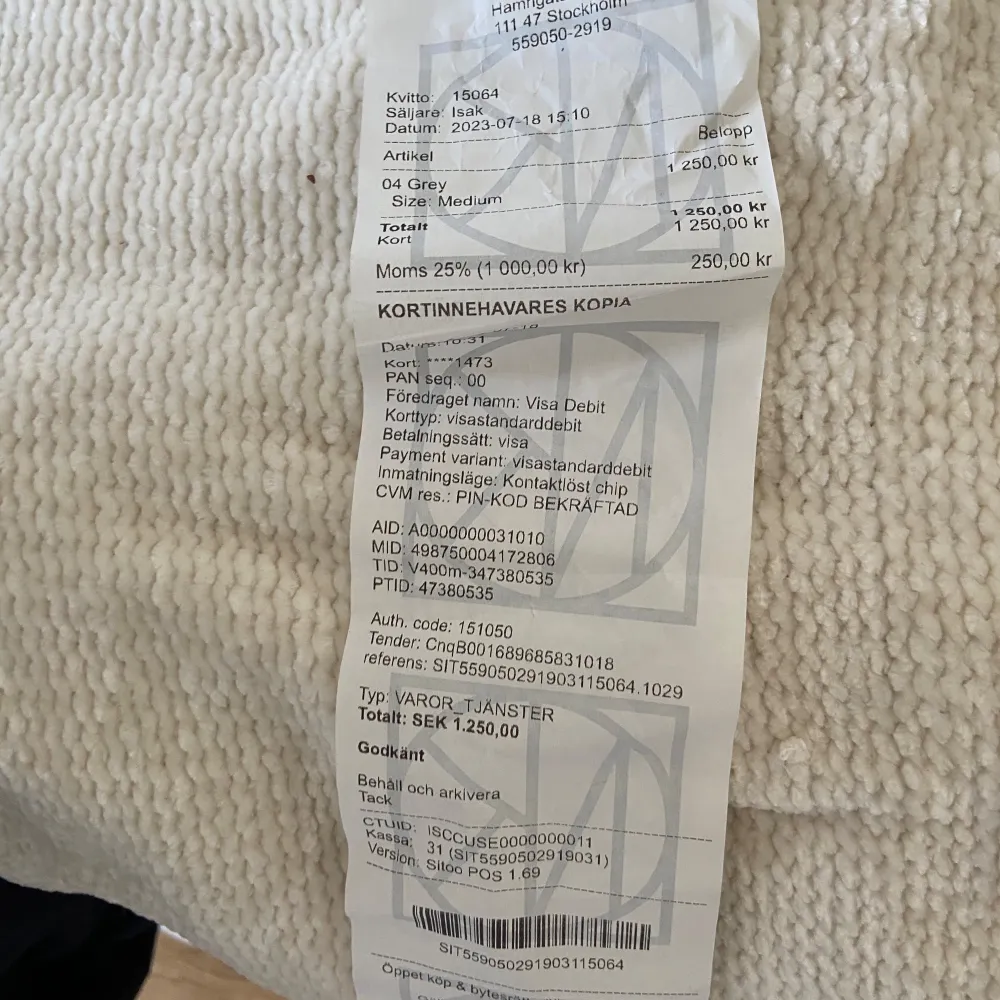 111 47 Stockholm
559050-2919
Kvitto: 15064
Säljare: Isak
Datum: 2023-07-18 15:10
Belopp
Artikel
1 250,00 kr
04 Grey
Size: Medium
Totalt 1 250,00 kr
Kort 1 250,00 kr
Moms 25% (1 000,00 kr) 250,00 kr
KORTINNEHAVARES KOPIA
Kort: ****1473
PAN seq.: 00
Föredraget namn: Visa Debit
Korttyp: visastandarddebit
Betalningssätt: visa
Payment variant: visastandarddebit
Inmatningsläge: Kontaktlöst chip
CVM res.: PIN-KOD BEKRÄFTAD
AID: A0000000031010
MID: 498750004172806
TID: V400m-347380535
PTID: 47380535
Auth. code: 151050
Tender: CnqB001689685831018
referens: SIT559050291903115064.1029
Typ: VAROR_TJÄNSTER
Totalt: SEK 1.250,00
Godkänt
Behåll och arkivera
Tack
CTUID: ISCCUSE0000000011
Kassa: 31 (SIT5590502919031)
Version: Sitoo POS 1.69
SIT559050291903115064
Öppet köp &